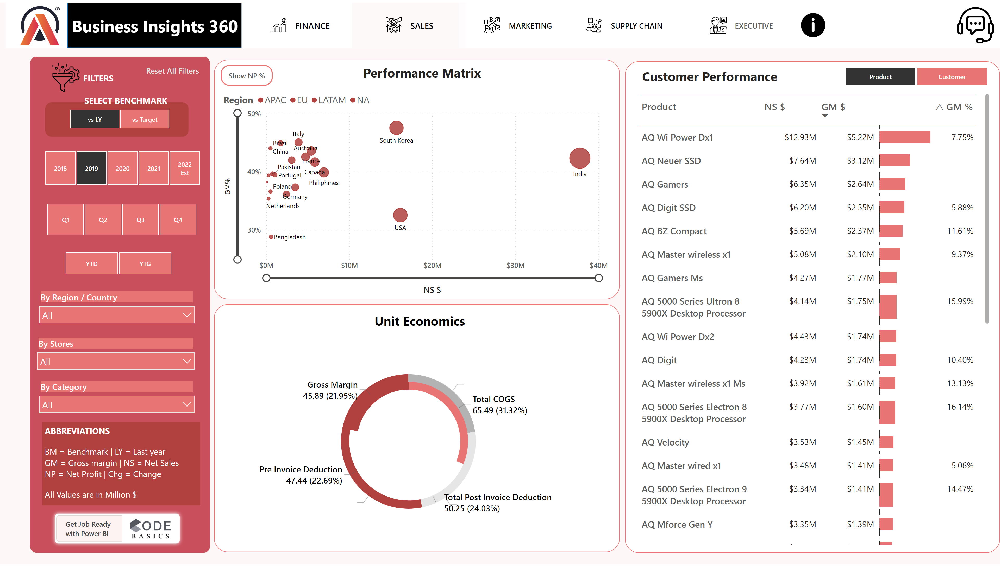 ®
Business Insights 360
FINANCE
SALES
MARKETING
SUPPLY CHAIN
EXECUTIVE
i
FILTERS
Reset All Filters
SELECT BENCHMARK
vs LY
vs Target
2018
2019
2020
2021
2022
Est
Q1
Q2
Q3
Q4
YTD
YTG
By Region / Country
All
By Stores
All
By Category
All
ABBREVIATIONS
BM = Benchmark | LY = Last year
GM = Gross margin | NS = Net Sales
NP = Net Profit | Chg = Change
All Values are in Million $
Get Job Ready
with Power BI
CODE
BASICS
Show NP %
Performance Matrix
Region APAC EU LATAM NA
50%
40%
30%
GM%
Italy
Brazil
China
Australia
France
Pakistan
Portugal
Canada
Philiphines
Poland
Germany
Netherlands
Bangladesh
South Korea
USA
India
$0M
$10M
$20M
$30M
$40M
NS $
Unit Economics
Gross Margin
45.89 (21.95%)
Total COGS
65.49 (31.32%)
Pre Invoice Deduction
47.44 (22.69%)
Total Post Invoice Deduction
50.25 (24.03%)
Customer Performance
Product
Customer
Product NS $ GM $ △ GM %
AQ Wi Power Dx1 $12.93M $5.22M 7.75%
AQ Neuer SSD $7.64M $3.12M
AQ Gamers $6.35M $2.64M
AQ Digit SSD $6.20M $2.55M 5.88%
AQ BZ Compact $5.69M $2.37M 11.61%
AQ Master wireless x1 $5.08M $2.10M 9.37%
AQ Gamers Ms $4.27M $1.77M
AQ 5000 Series Ultron 8 $4.14M $1.75M 15.99%
5900X Desktop Processor
AQ Wi Power Dx2 $4.43M $1.74M
AQ Digit $4.23M $1.74M 10.40%
AQ Master wireless x1 Ms $3.92M $1.61M 13.13%
AQ 5000 Series Electron 8 $3.77M $1.60M 16.14%
5900X Desktop Processor
AQ Velocity $3.53M $1.45M
AQ Master wired x1 $3.48M $1.41M 5.06%
AQ 5000 Series Electron 9 $3.34M $1.41M 14.47%
5900X Desktop Processor
AQ Mforce Gen Y $3.35M $1.39M